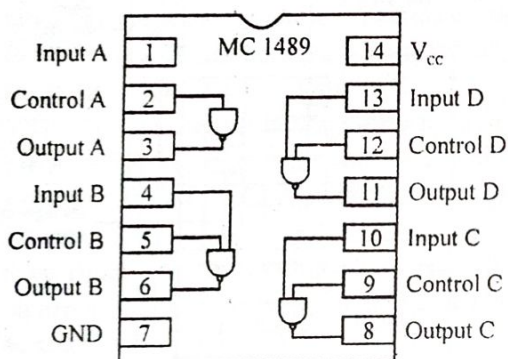 Input A 1 MC 1489 14 Vcc
Control A 2 13 Input D
Output A 3 12 Control D
Input B 4 11 Output D
Control B 5 10 Input C
Output B 6 9 Control C
GND 7 8 Output C